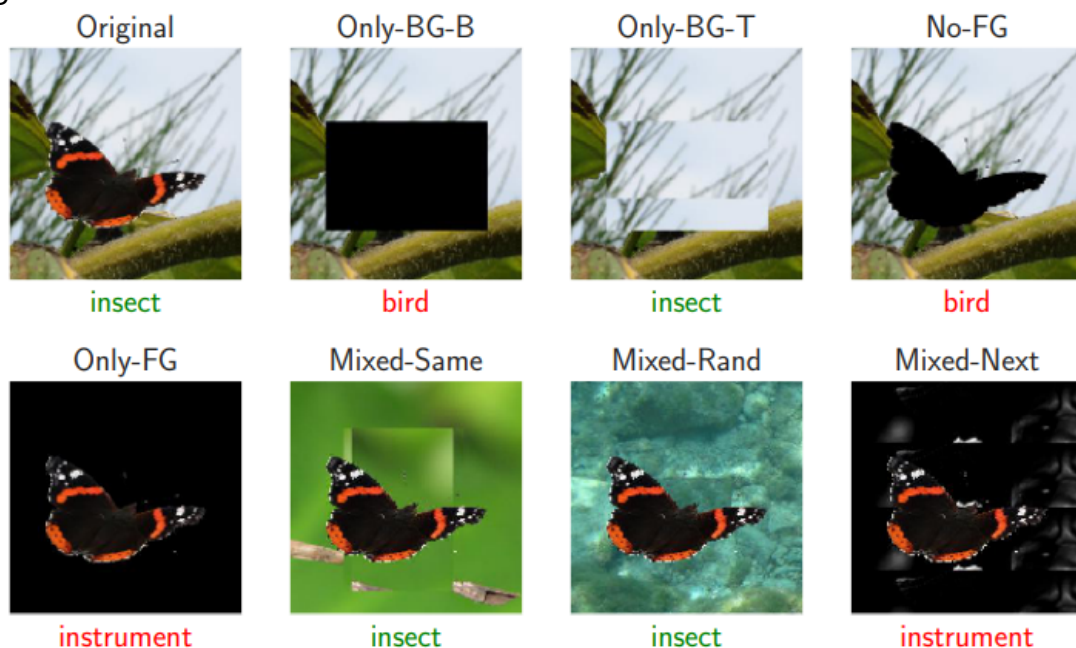 Original
Only-BG-B
Only-BG-T
No-FG
insect
bird
insect
bird
Only-FG
Mixed-Same
Mixed-Rand
Mixed-Next
instrument
insect
insect
instrument